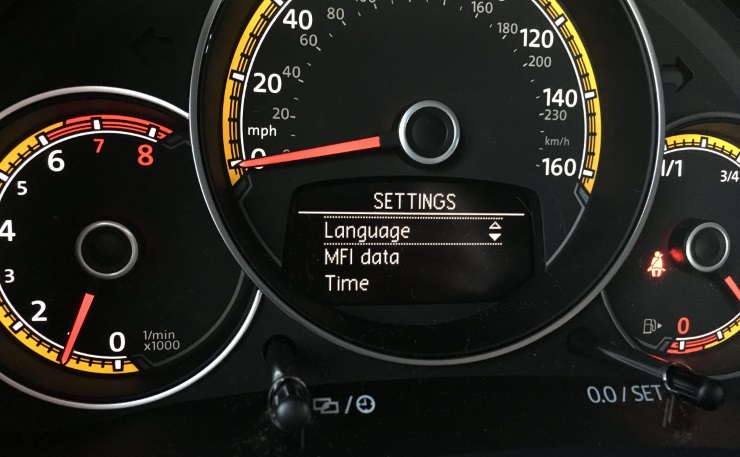 40
60
80
160
180
120
200
20
40
140
230
20
mph
km/h
0
160
6
7
8
5
4
3
2
0
1/min
x1000
1/1
3/4
0
SETTINGS
Language
MFI data
Time
/
0.0 / SET